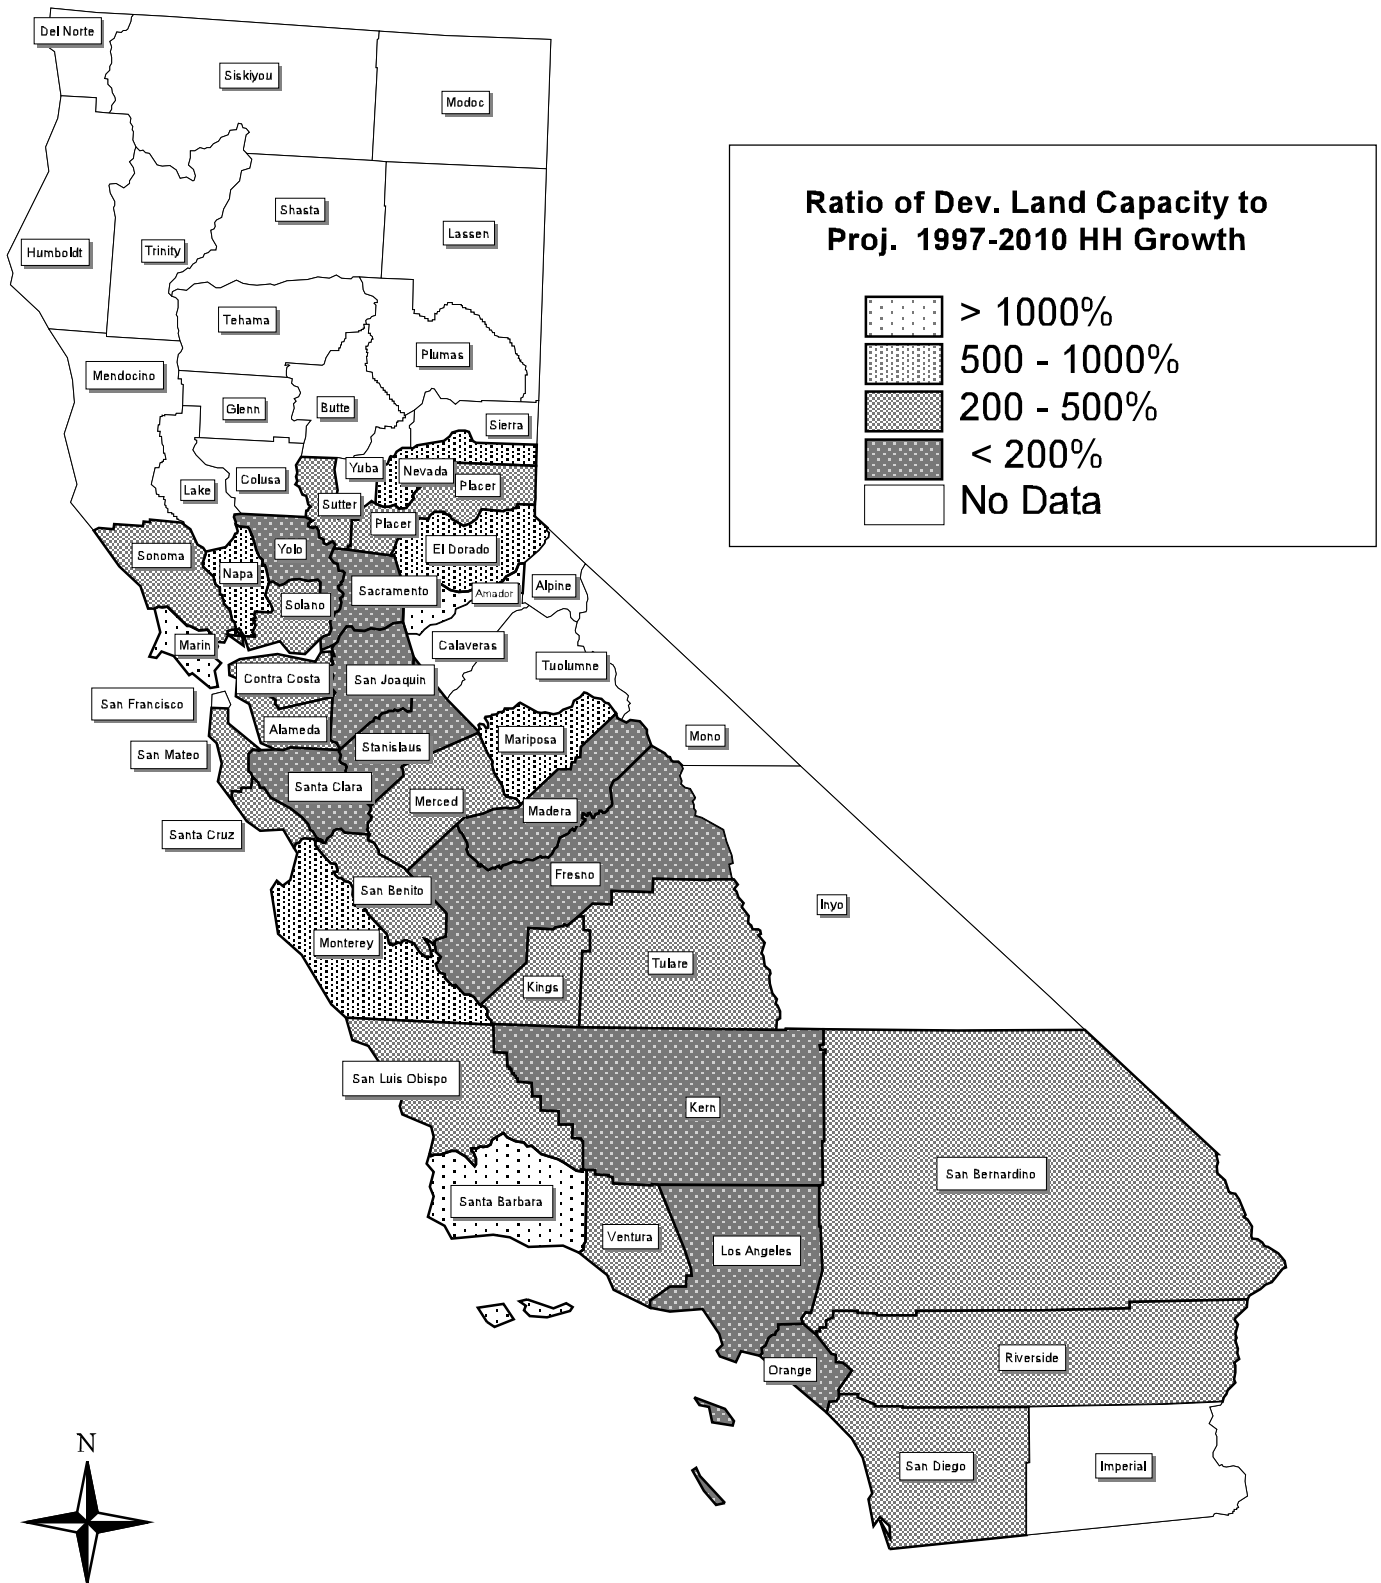 Del Norte
Siskiyou
Modoc
Ratio of Dev. Land Capacity to
Proj. 1997-2010 HH Growth
> 1000%
500 - 1000%
200 - 500%
< 200%
No Data
Shasta
Lassen
Humboldt
Trinity
Tehama
Plumas
Mendocino
Glenn
Butte
Sierra
Yuba
Nevada
Colusa
Lake
Placer
Sutter
Placer
Sonoma
Yolo
El Dorado
Napa
Sacramento
Amador
Alpine
Solano
Marin
Calaveras
Tuolumne
Contra Costa
San Joaquin
San Francisco
Alameda
Mono
San Mateo
Stanislaus
Mariposa
Santa Clara
Merced
Madera
Santa Cruz
Fresno
San Benito
Inyo
Monterey
Tulare
Kings
San Luis Obispo
Kern
San Bernardino
Santa Barbara
Ventura
Los Angeles
Riverside
Orange
San Diego
Imperial
N